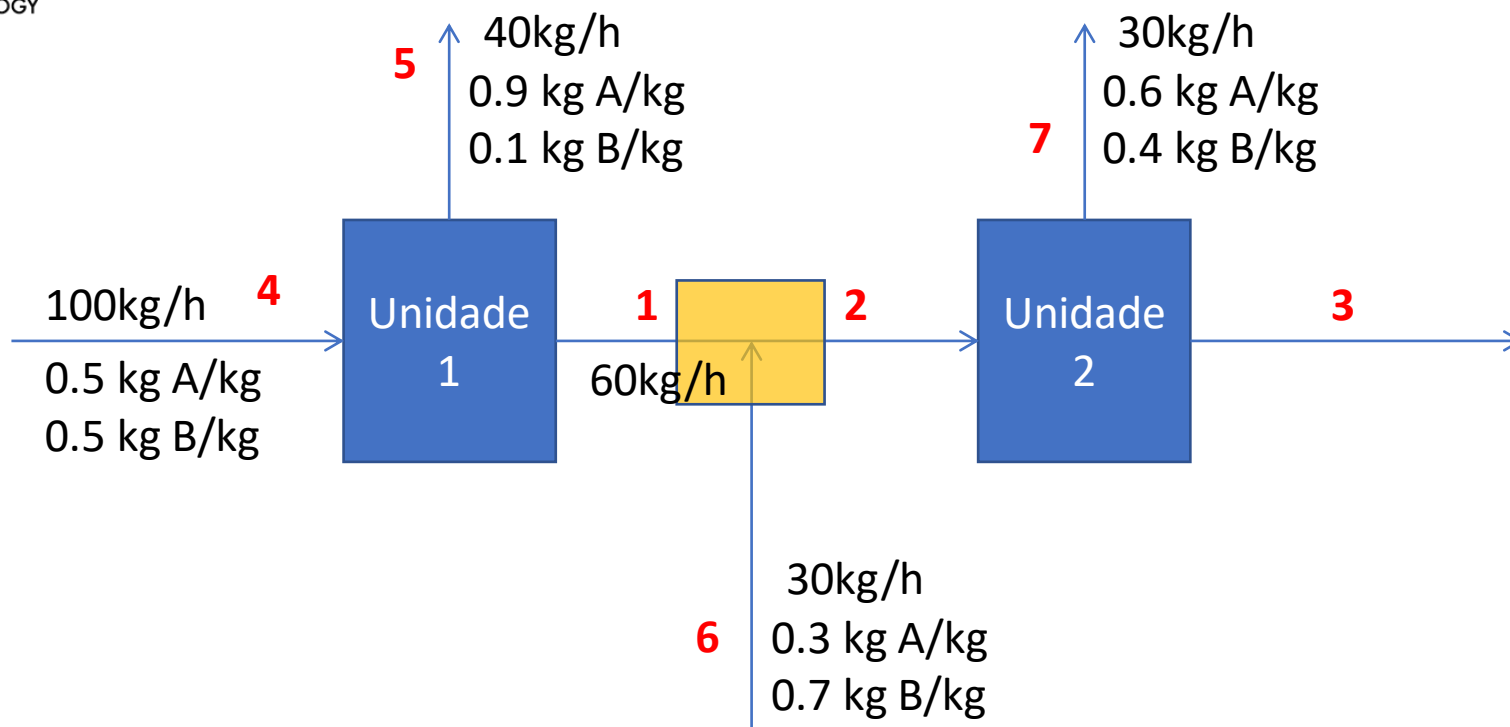 OGY
40kg/h
5
0.9 kg A/kg
0.1 kg B/kg
30kg/h
0.6 kg A/kg
7
0.4 kg B/kg
100kg/h
4
0.5 kg A/kg
0.5 kg B/kg
Unidade
1
1
60kg/h
2
Unidade
2
3
30kg/h
6
0.3 kg A/kg
0.7 kg B/kg